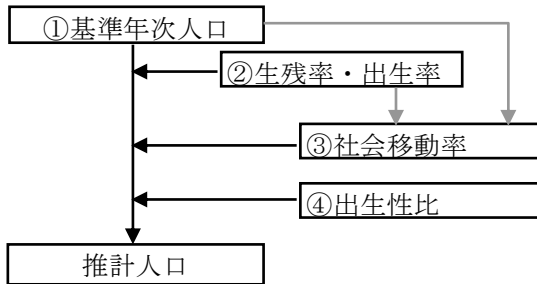 ①基準年次人口
②生残率・出生率
③社会移動率
④出生性比
推計人口